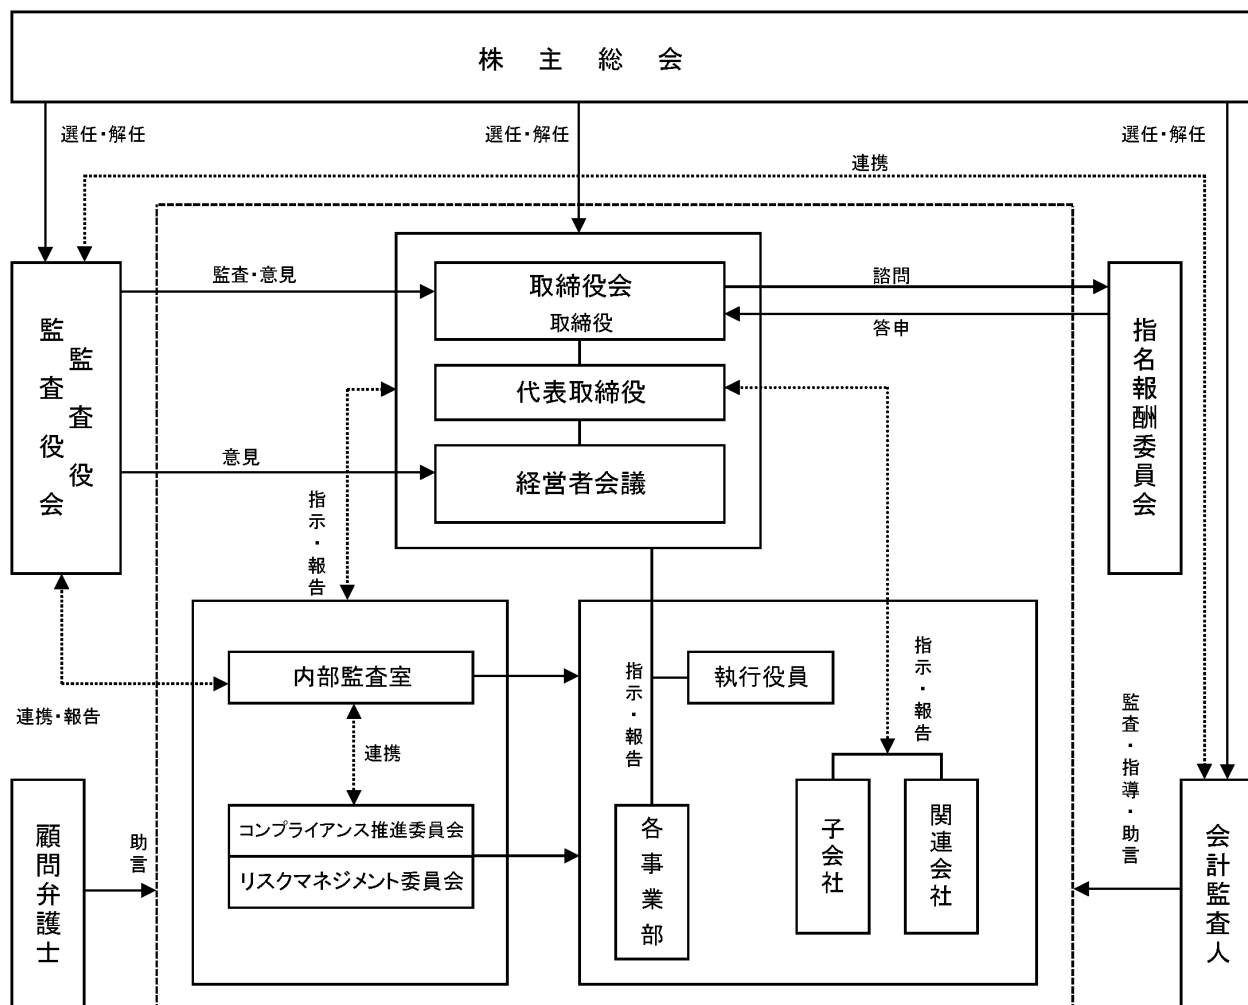 株主総会
選任・解任
選任・解任
選任・解任
連携
監査・意見
取締役会
取締役
諮問
答申
監査役会
監査役
代表取締役
指名報酬委員会
意見
経営者会議
指示・報告
内部監査室
執行役員
指示・報告
指示・報告
連携・報告
連携
監査・指導・助言
コンプライアンス推進委員会
リスクマネジメント委員会
各事業部
子会社
関連会社
顧問弁護士
助言
会計監査人